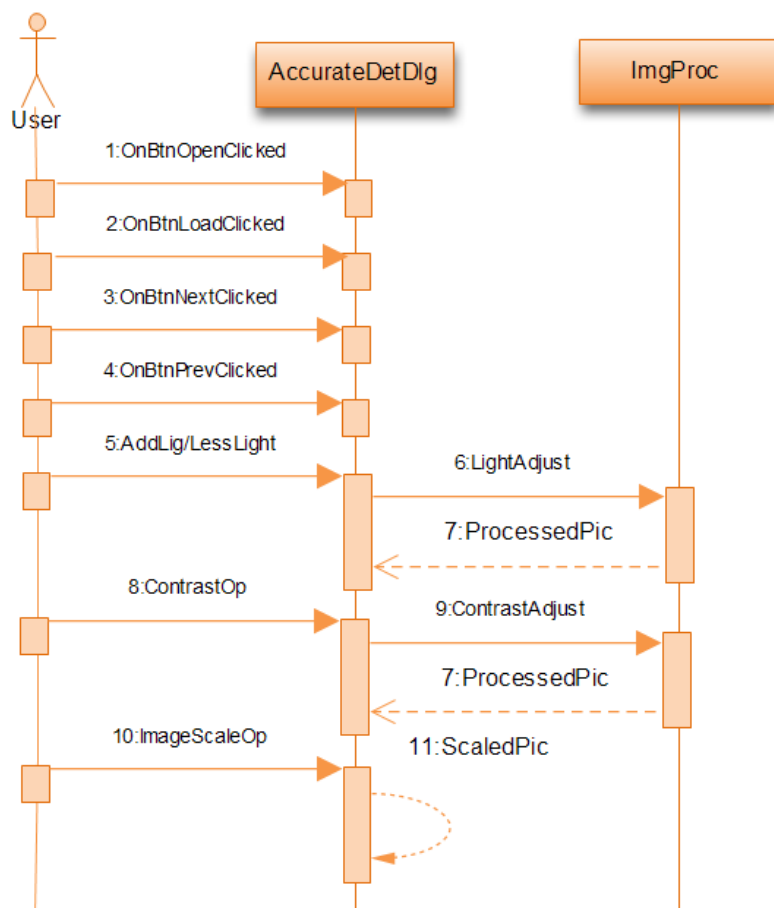 AccurateDetDlg
ImgProc
User
1:OnBtnOpenClicked
2:OnBtnLoadClicked
3:OnBtnNextClicked
4:OnBtnPrevClicked
5:AddLig/LessLight
6:LightAdjust
7:ProcessedPic
8:ContrastOp
9:ContrastAdjust
7:ProcessedPic
10:ImageScaleOp
11:ScaledPic